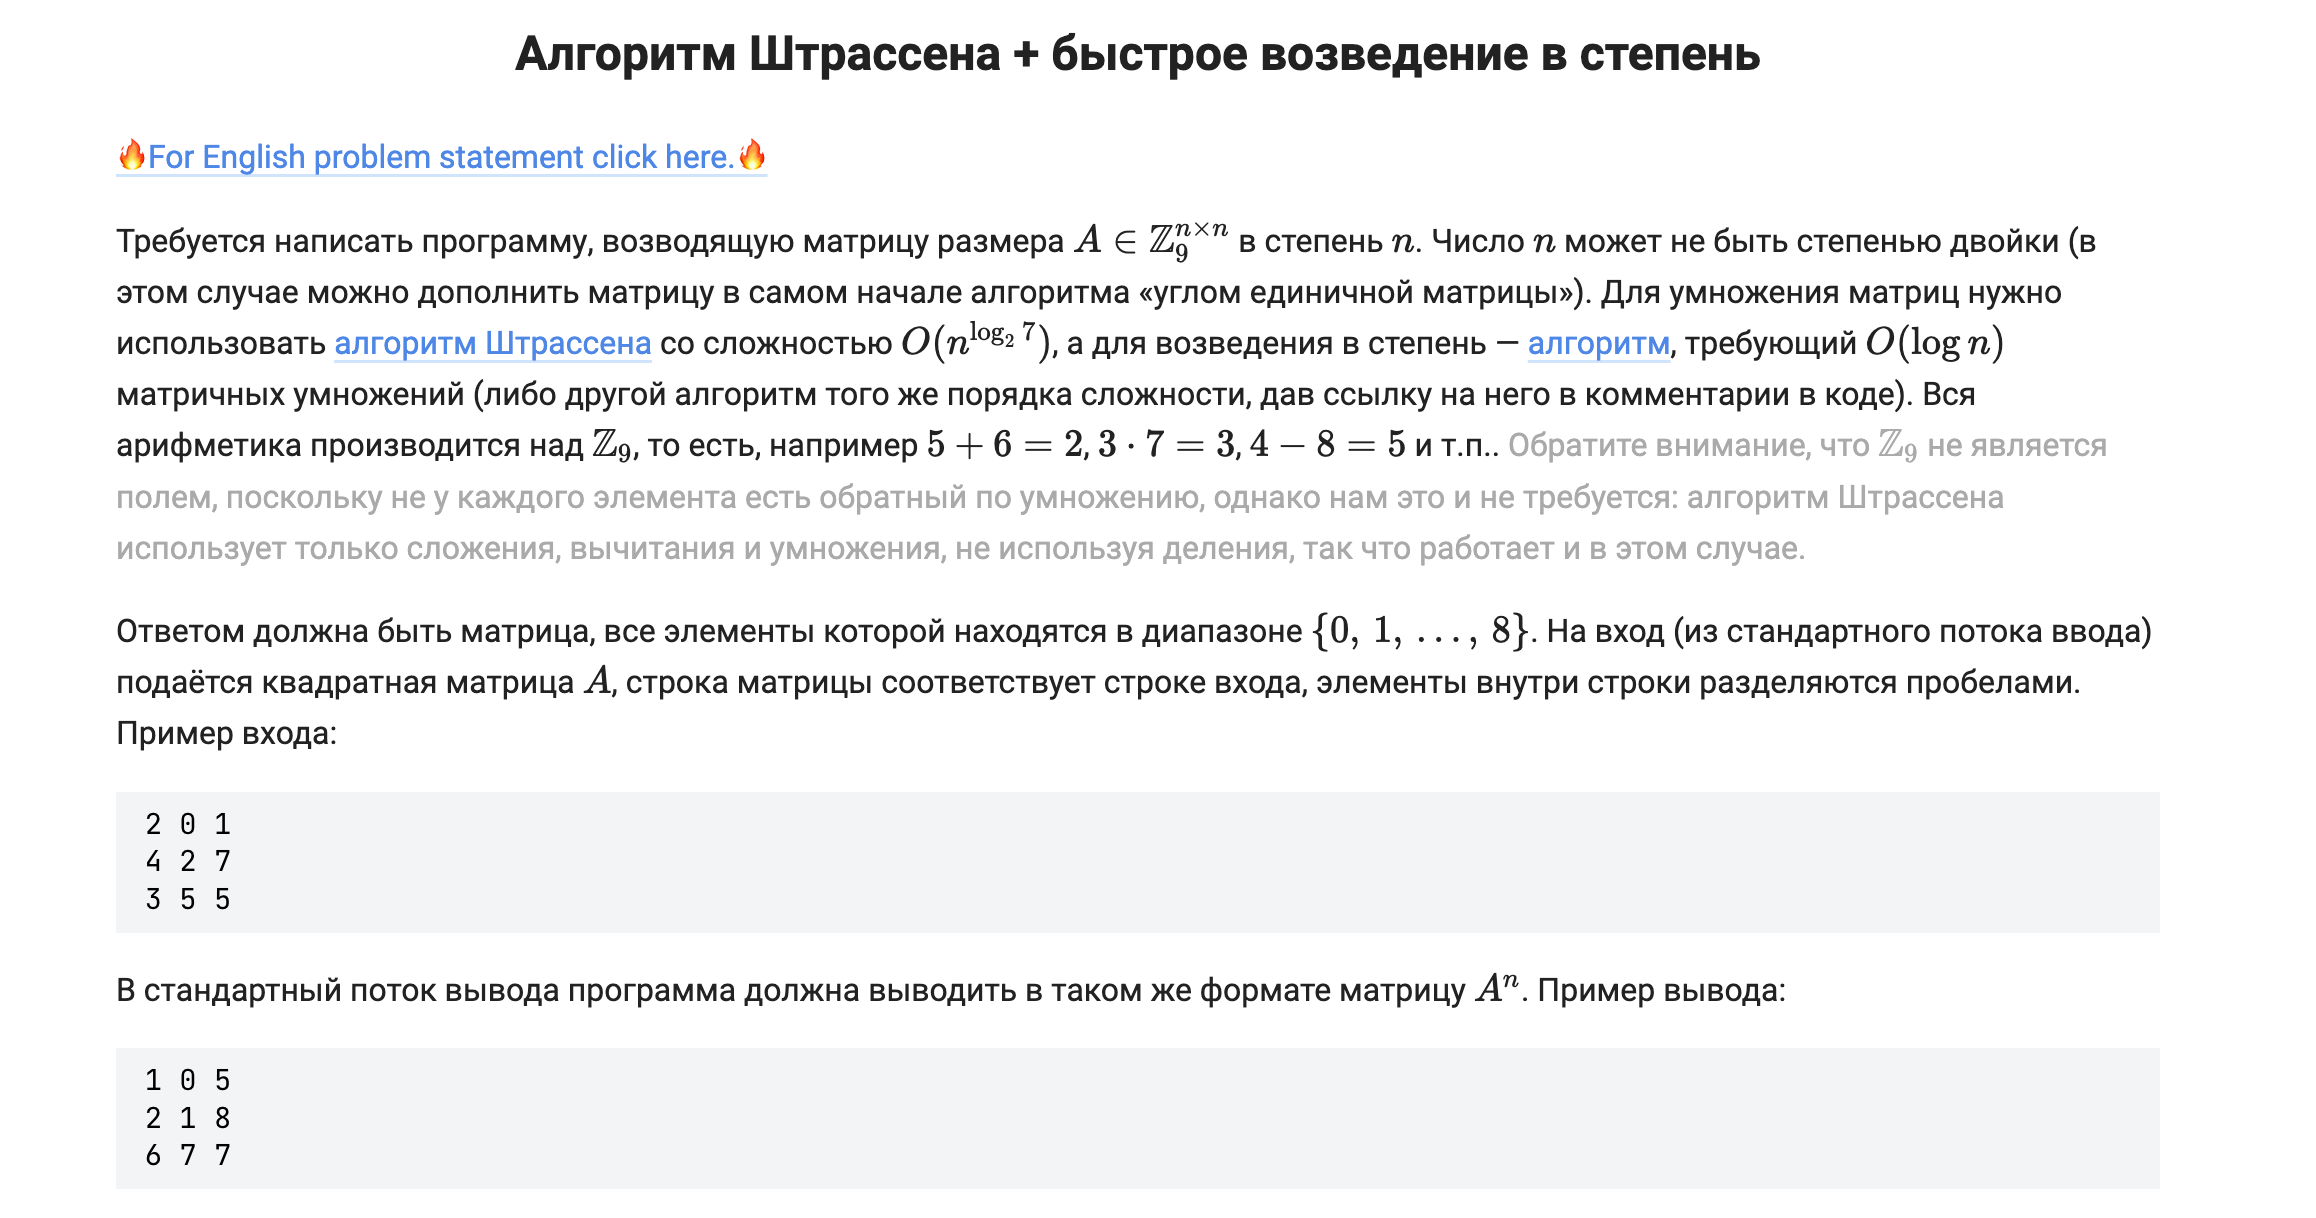 Алгоритм Штрассена + быстрое возведение в степень
🔥For English problem statement click here.🔥
Требуется написать программу, возводящую матрицу размера $A \in \mathbb{Z}_9^{n \times n}$ в степень $n$. Число $n$ может не быть степенью двойки (в
этом случае можно дополнить матрицу в самом начале алгоритма «углом единичной матрицы»). Для умножения матриц нужно
использовать алгоритм Штрассена со сложностью $O(n^{\log_2 7})$, а для возведения в степень – алгоритм, требующий $O(\log n)$
матричных умножений (либо другой алгоритм того же порядка сложности, дав ссылку на него в комментарии в коде). Вся
арифметика производится над $\mathbb{Z}_9$, то есть, например $5 + 6 = 2, 3 \cdot 7 = 3, 4 - 8 = 5$ и т.п.. Обратите внимание, что $\mathbb{Z}_9$ не является
полем, поскольку не у каждого элемента есть обратный по умножению, однако нам это и не требуется: алгоритм Штрассена
использует только сложения, вычитания и умножения, не используя деления, так что работает и в этом случае.
Ответом должна быть матрица, все элементы которой находятся в диапазоне $\{0, 1, \ldots, 8\}$. На вход (из стандартного потока ввода)
подаётся квадратная матрица $A$, строка матрицы соответствует строке входа, элементы внутри строки разделяются пробелами.
Пример входа:
2 0 1
4 2 7
3 5 5
В стандартный поток вывода программа должна выводить в таком же формате матрицу $A^n$. Пример вывода:
1 0 5
2 1 8
6 7 7